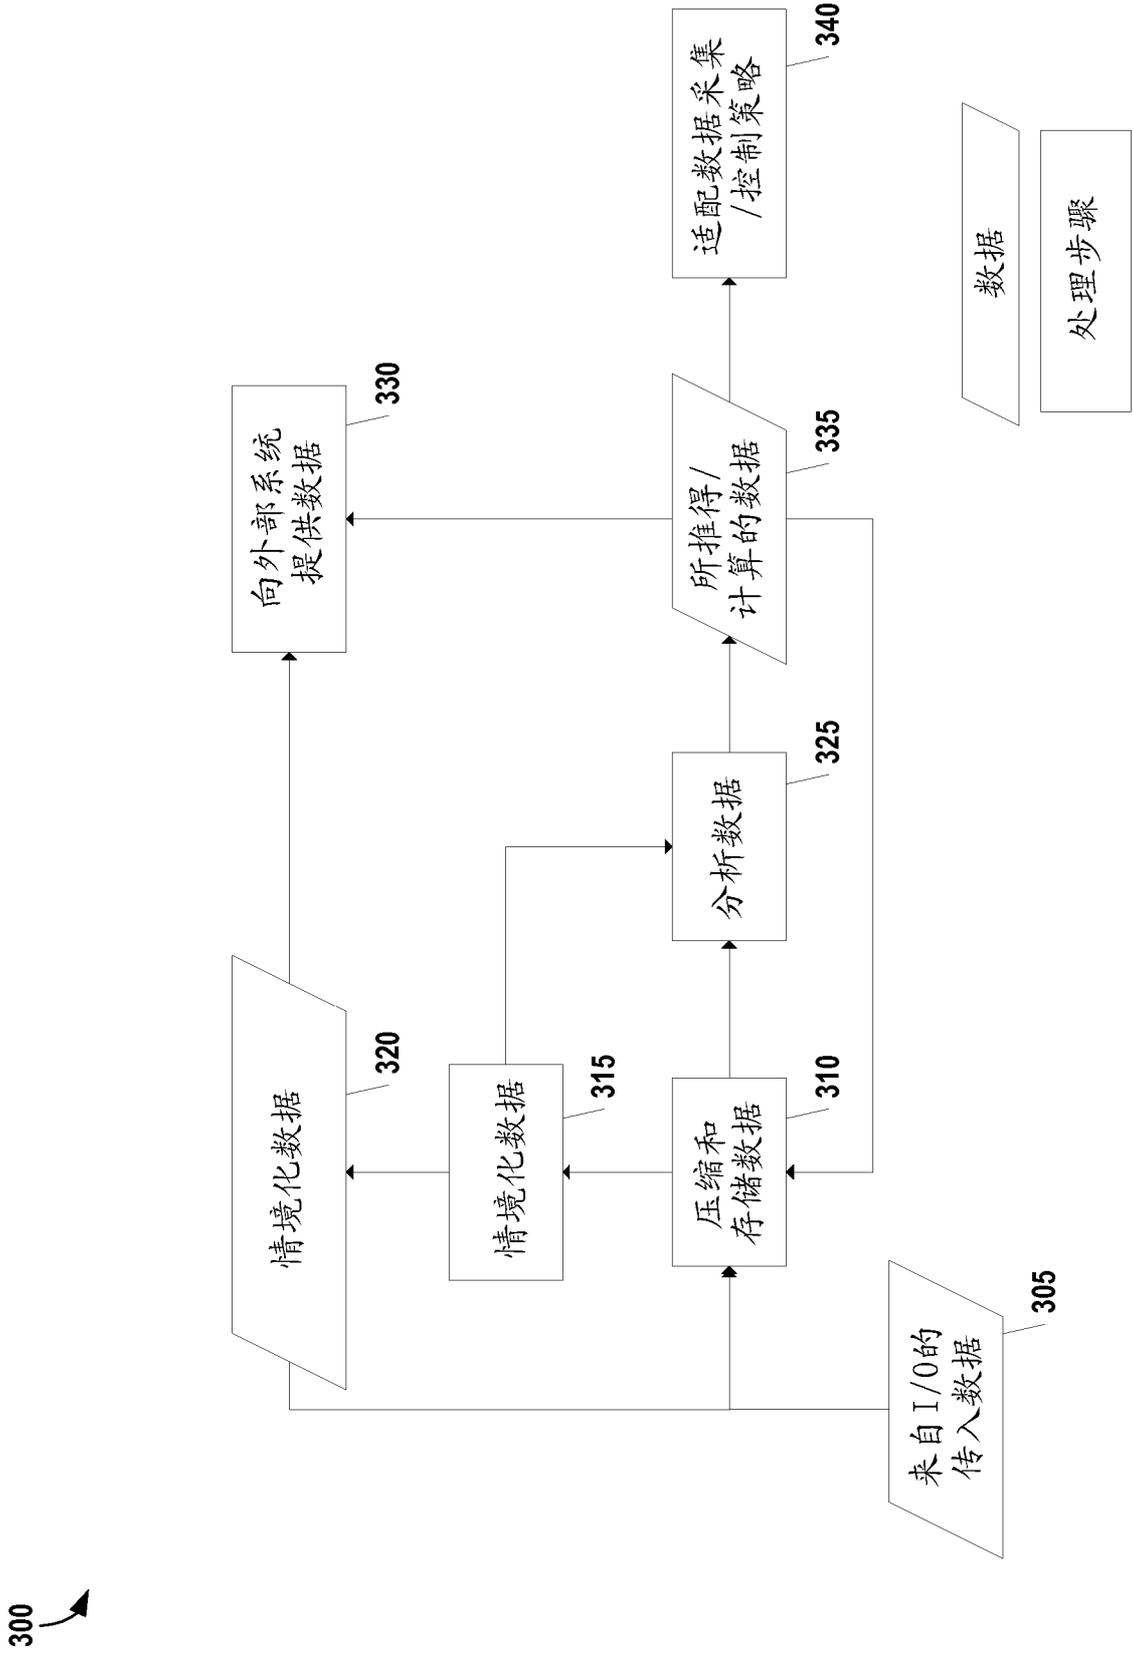 300
情境化数据
320
向外部系统
提供数据
330
情境化数据
315
压缩和
存储数据
310
分析数据
325
所推得/
计算的数据
335
适配数据采集
/控制策略
340
来自I/O的
传入数据
305
数据
处理步骤